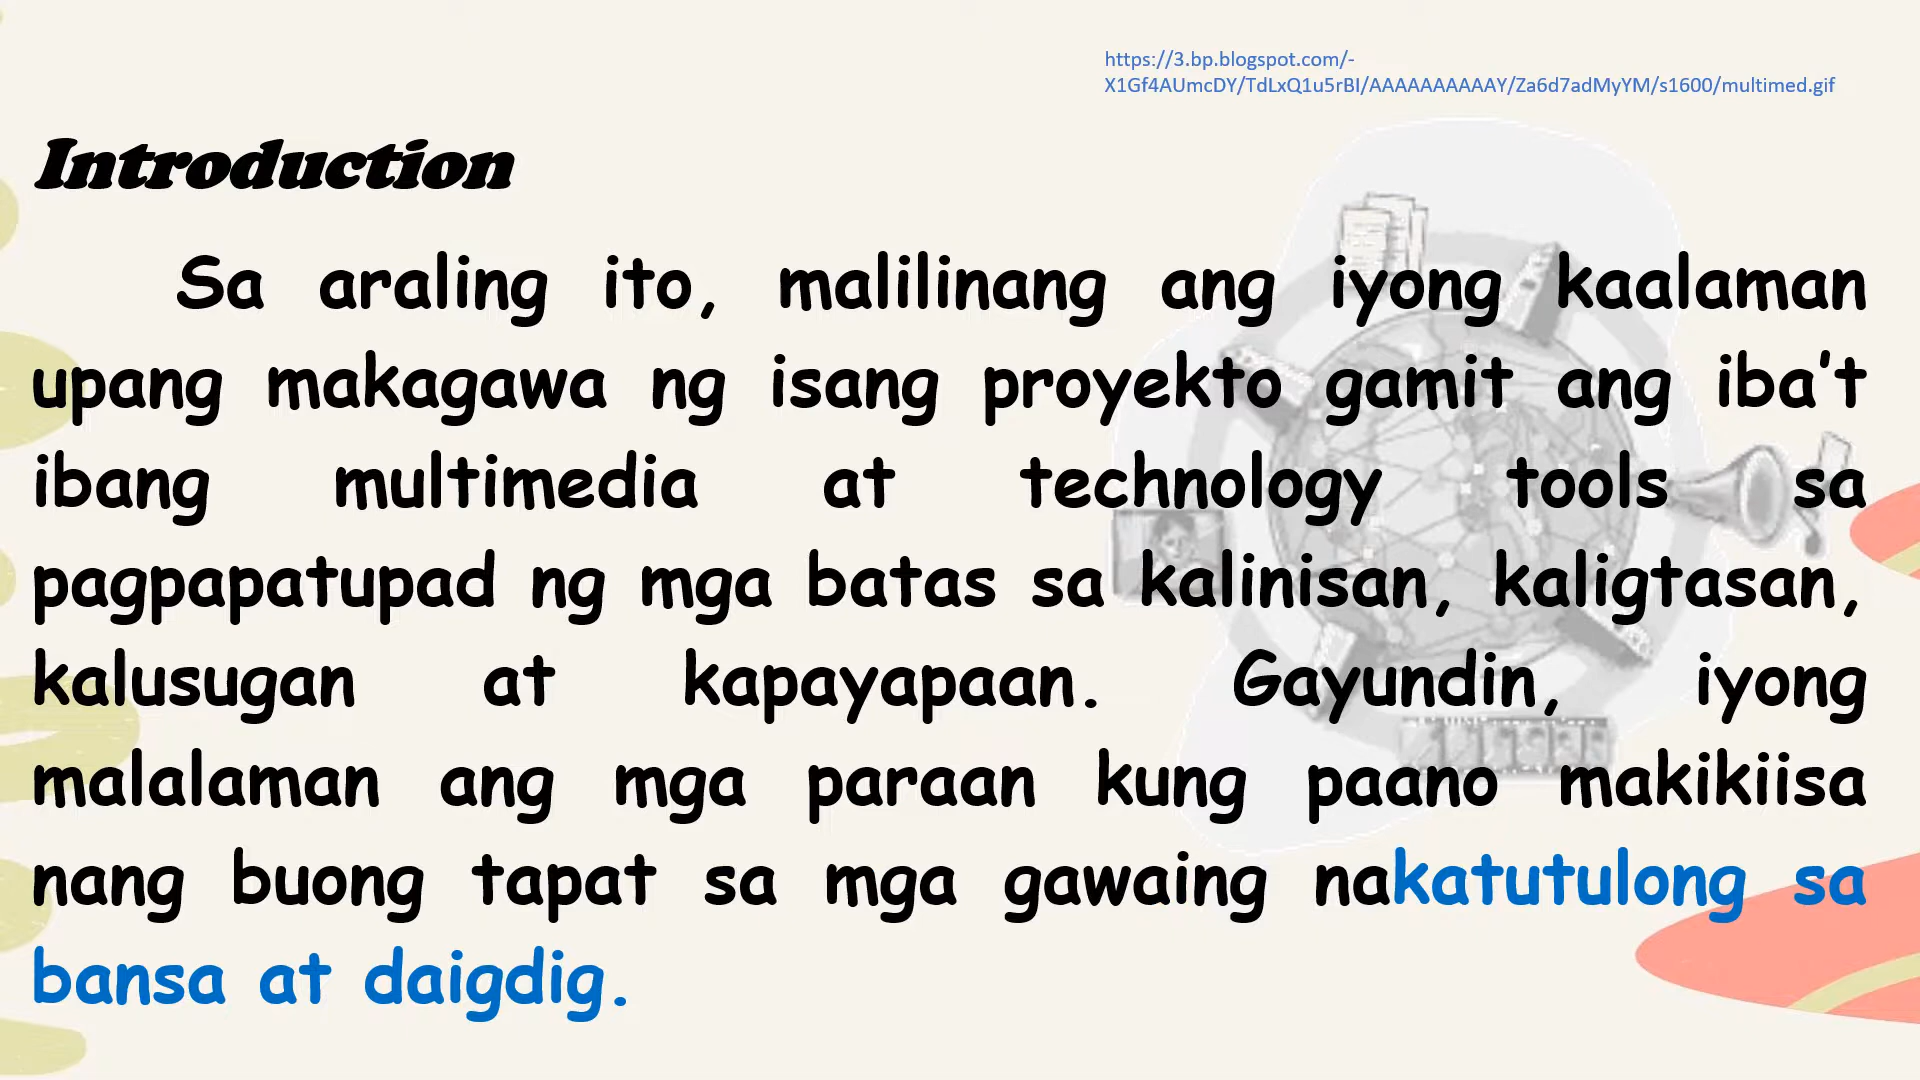 https://3.bp.blogspot.com/-
X1Gf4AUmcDY/TdLxQ1u5rBI/AAAAAAAAAAY/Za6d7adMyYM/s1600/multimed.gif
Introduction
Sa araling ito, malilinang ang iyong kaalaman
upang makagawa ng isang proyekto gamit ang iba’t
ibang multimedia at technology tools sa
pagpapatupad ng mga batas sa kalinisan, kaligtasan,
kalusugan at kapayapaan. Gayundin, iyong
malalaman ang mga paraan kung paano makikiisa
nang buong tapat sa mga gawaing nakatutulong sa
bansa at daigdig.